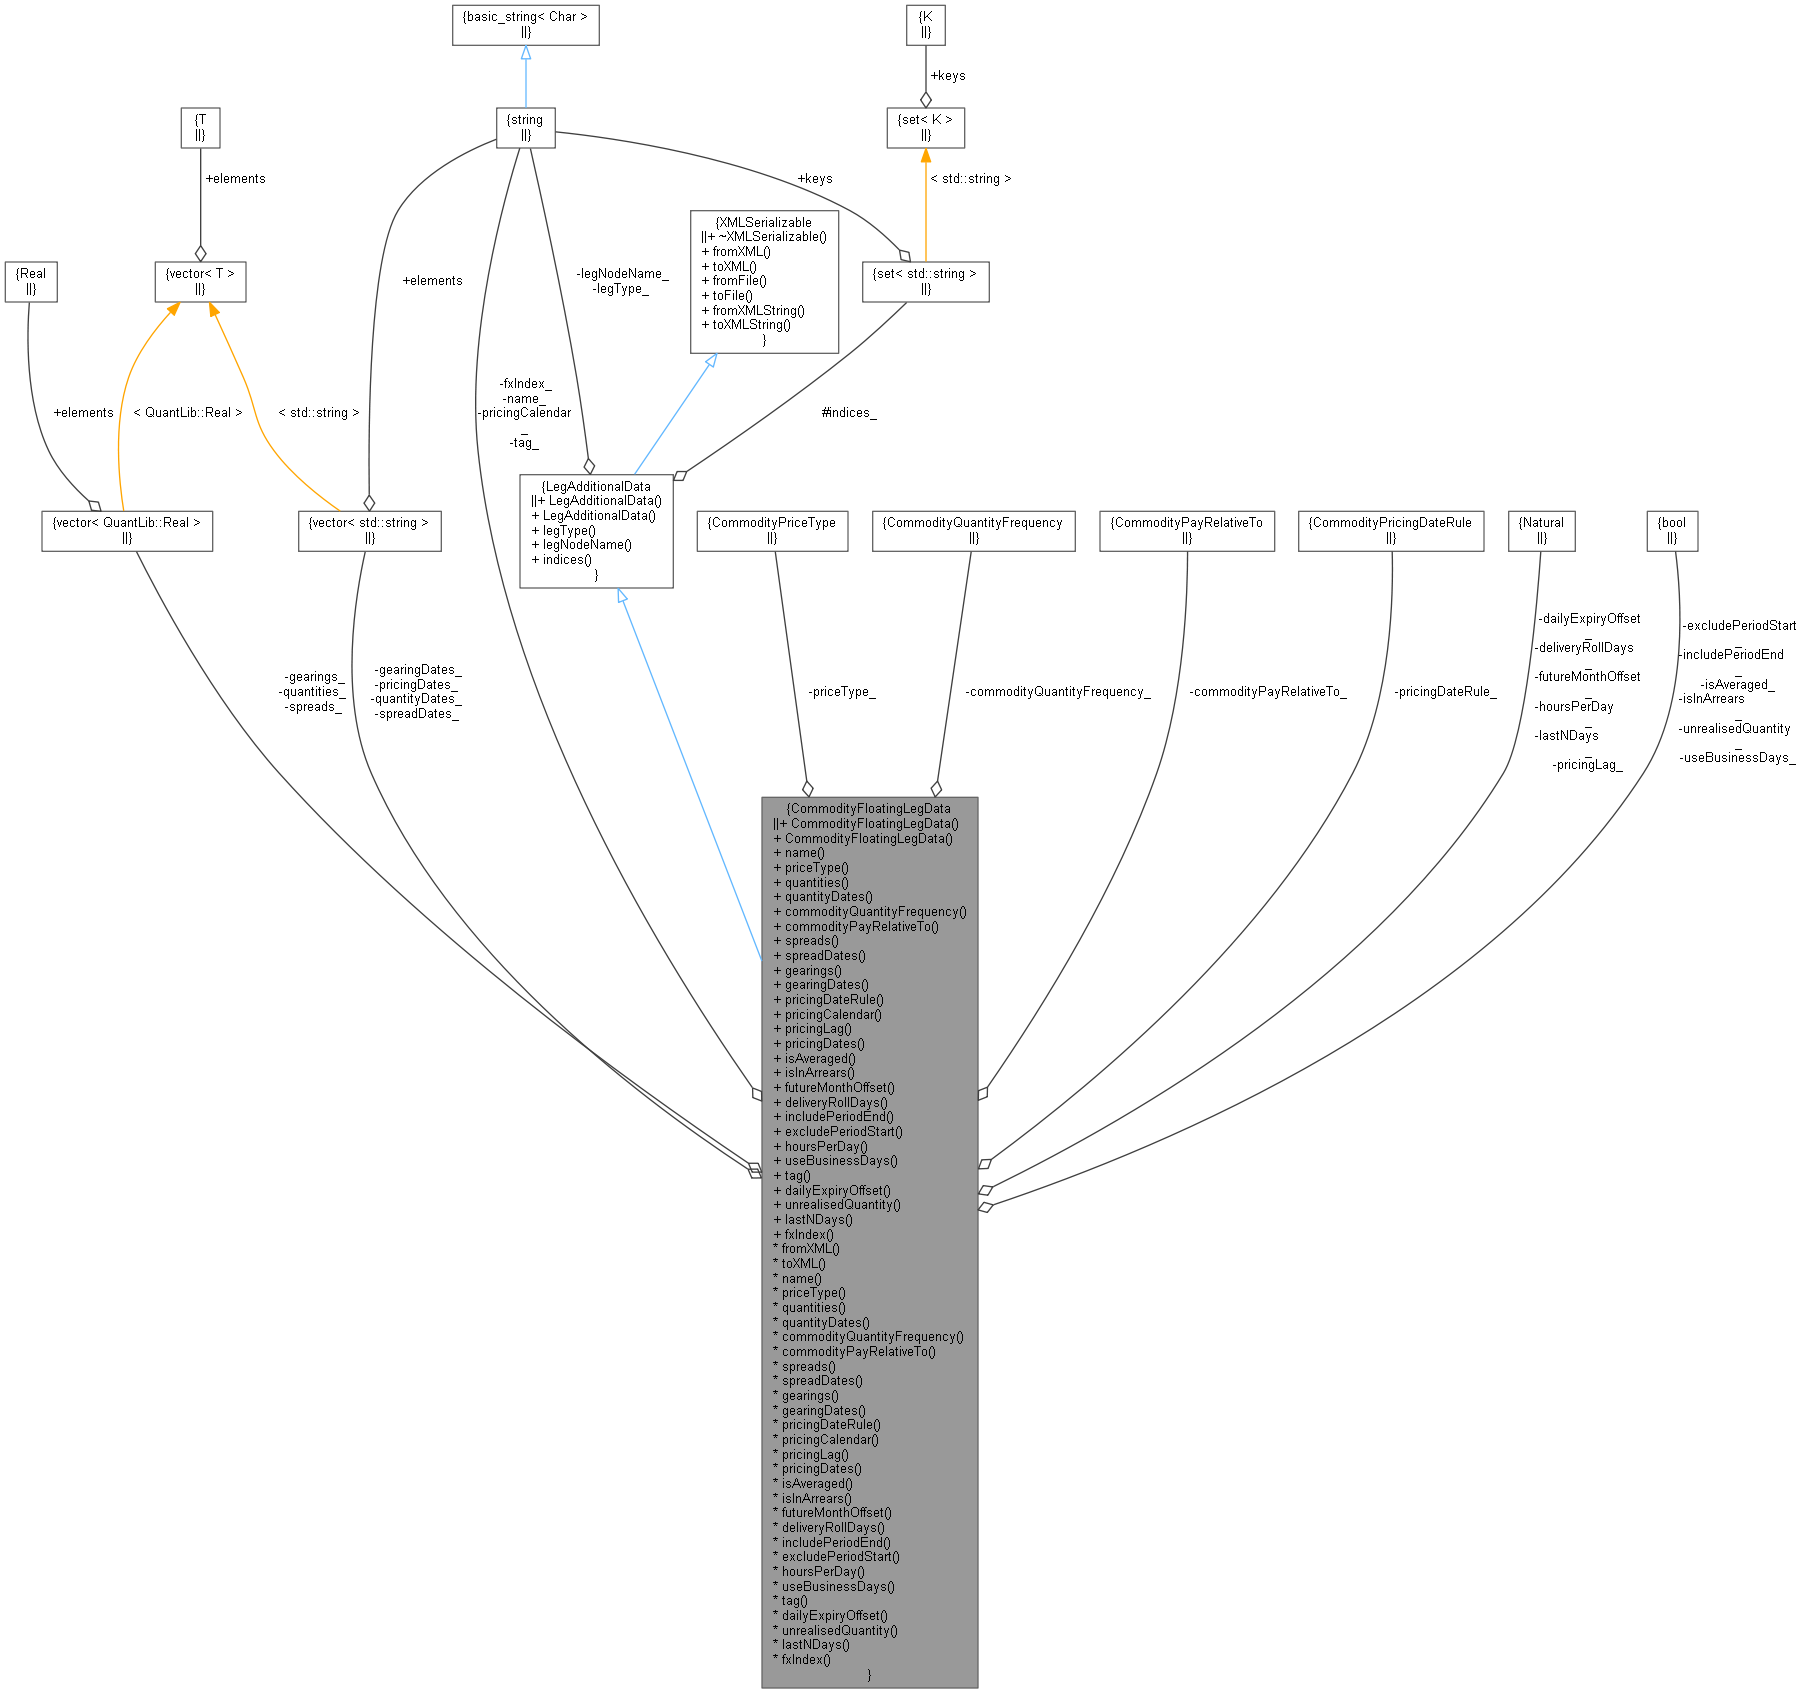 {basic_string< Char >
||}
{K
||}
+keys
{T
||}
{string
||}
{set< K >
||}
+elements
+keys
< std::string >
{XMLSerializable
||+ ~XMLSerializable()
+ fromXML()
+ toXML()
+ fromFile()
+ toFile()
+ fromXMLString()
+ toXMLString()
}
{Real
||}
{vector< T >
||}
+elements
-legNodeName_
-legType_
{set< std::string >
||}
+elements
< QuantLib::Real >
< std::string >
-fxIndex_
-name_
-pricingCalendar
_
-tag_
#indices_
{vector< QuantLib::Real >
||}
{vector< std::string >
||}
{LegAdditionalData
||+ LegAdditionalData()
+ LegAdditionalData()
+ legType()
+ legNodeName()
+ indices()
}
{CommodityPriceType
||}
{CommodityQuantityFrequency
||}
{CommodityPayRelativeTo
||}
{CommodityPricingDateRule
||}
{Natural
||}
{bool
||}
-gearings_
-quantities_
-spreads_
-gearingDates_
-pricingDates_
-quantityDates_
-spreadDates_
-priceType_
-commodityQuantityFrequency_
-commodityPayRelativeTo_
-pricingDateRule_
-dailyExpiryOffset
_
-deliveryRollDays
_
-futureMonthOffset
_
-hoursPerDay
_
-lastNDays
_
-pricingLag_
-excludePeriodStart
_
-includePeriodEnd
_
-isAveraged_
-isInArrears
_
-unrealisedQuantity
_
-useBusinessDays_
{CommodityFloatingLegData
||+ CommodityFloatingLegData()
+ CommodityFloatingLegData()
+ name()
+ priceType()
+ quantities()
+ quantityDates()
+ commodityQuantityFrequency()
+ commodityPayRelativeTo()
+ spreads()
+ spreadDates()
+ gearings()
+ gearingDates()
+ pricingDateRule()
+ pricingCalendar()
+ pricingLag()
+ pricingDates()
+ isAveraged()
+ isInArrears()
+ futureMonthOffset()
+ deliveryRollDays()
+ includePeriodEnd()
+ excludePeriodStart()
+ hoursPerDay()
+ useBusinessDays()
+ tag()
+ dailyExpiryOffset()
+ unrealisedQuantity()
+ lastNDays()
+ fxIndex()
* fromXML()
* toXML()
* name()
* priceType()
* quantities()
* quantityDates()
* commodityQuantityFrequency()
* commodityPayRelativeTo()
* spreads()
* spreadDates()
* gearings()
* gearingDates()
* pricingDateRule()
* pricingCalendar()
* pricingLag()
* pricingDates()
* isAveraged()
* isInArrears()
* futureMonthOffset()
* deliveryRollDays()
* includePeriodEnd()
* excludePeriodStart()
* hoursPerDay()
* useBusinessDays()
* tag()
* dailyExpiryOffset()
* unrealisedQuantity()
* lastNDays()
* fxIndex()
}